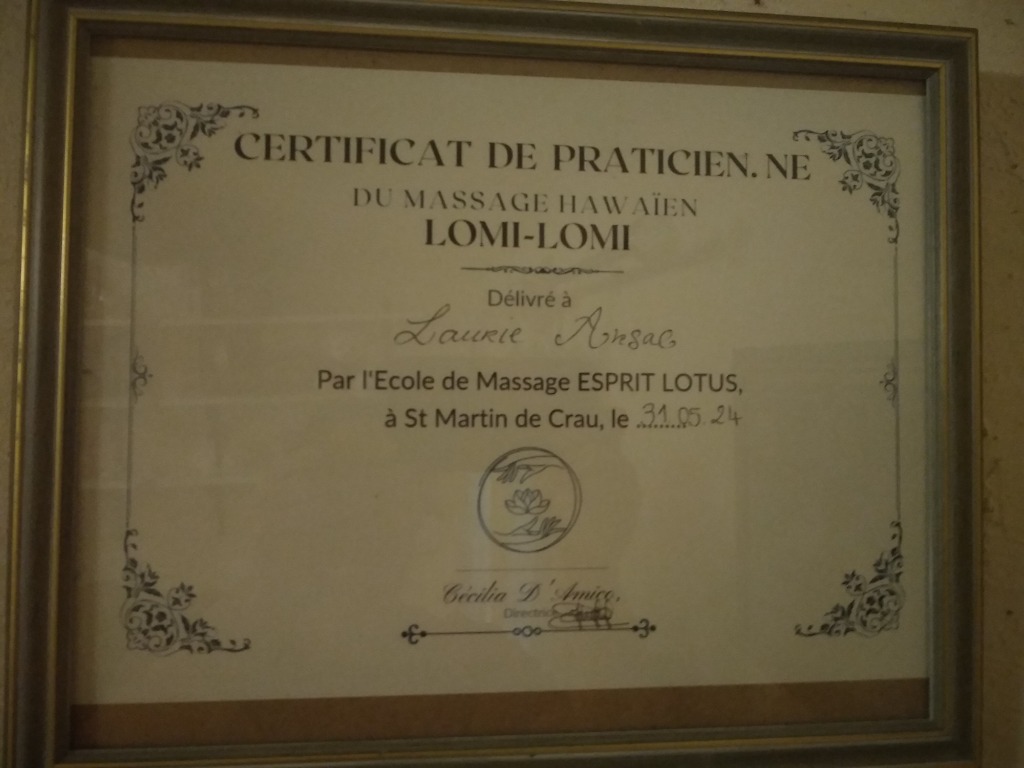 CERTIFICAT DE PRATICIEN.NE
DU MASSAGE HAWAÏEN
LOMI-LOMI
Délivré à
Laurie
Par l'Ecole de Massage ESPRIT LOTUS,
à St Martin de Crau, le 31.05.24
Cécilia D'Amico,
Directrice